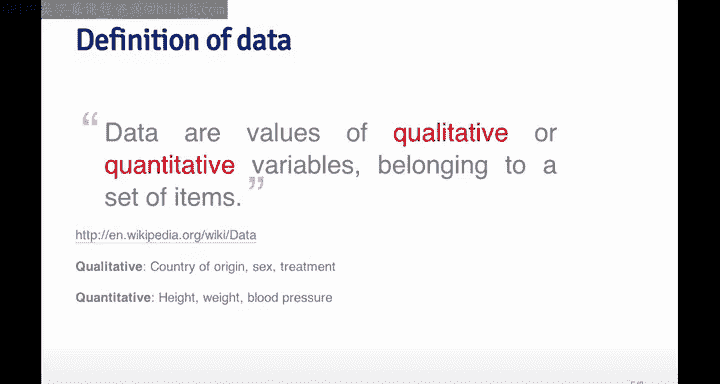 Definition of data
“ Data are values of qualitative or
quantitative variables, belonging to a
set of items. ”
http://en.wikipedia.org/wiki/Data
Qualitative: Country of origin, sex, treatment
Quantitative: Height, weight, blood pressure